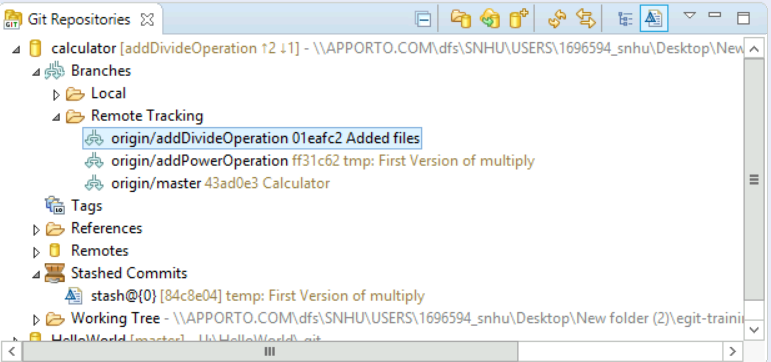 Git Repositories
calculator [addDivideOperation ↑2 ↓1] - \\APPORTO.COM\dfs\SNHU\USERS\1696594_snhu\Desktop\New
Branches
Local
Remote Tracking
origin/addDivideOperation 01eafc2 Added files
origin/addPowerOperation ff31c62 tmp: First Version of multiply
origin/master 43ad0e3 Calculator
Tags
References
Remotes
Stashed Commits
stash@{0} [84c8e04] temp: First Version of multiply
Working Tree - \\APPORTO.COM\dfs\SNHU\USERS\1696594_snhu\Desktop\New folder (2)\egit-traini
HelloWorld [master] - U:\HelloWorld\.git